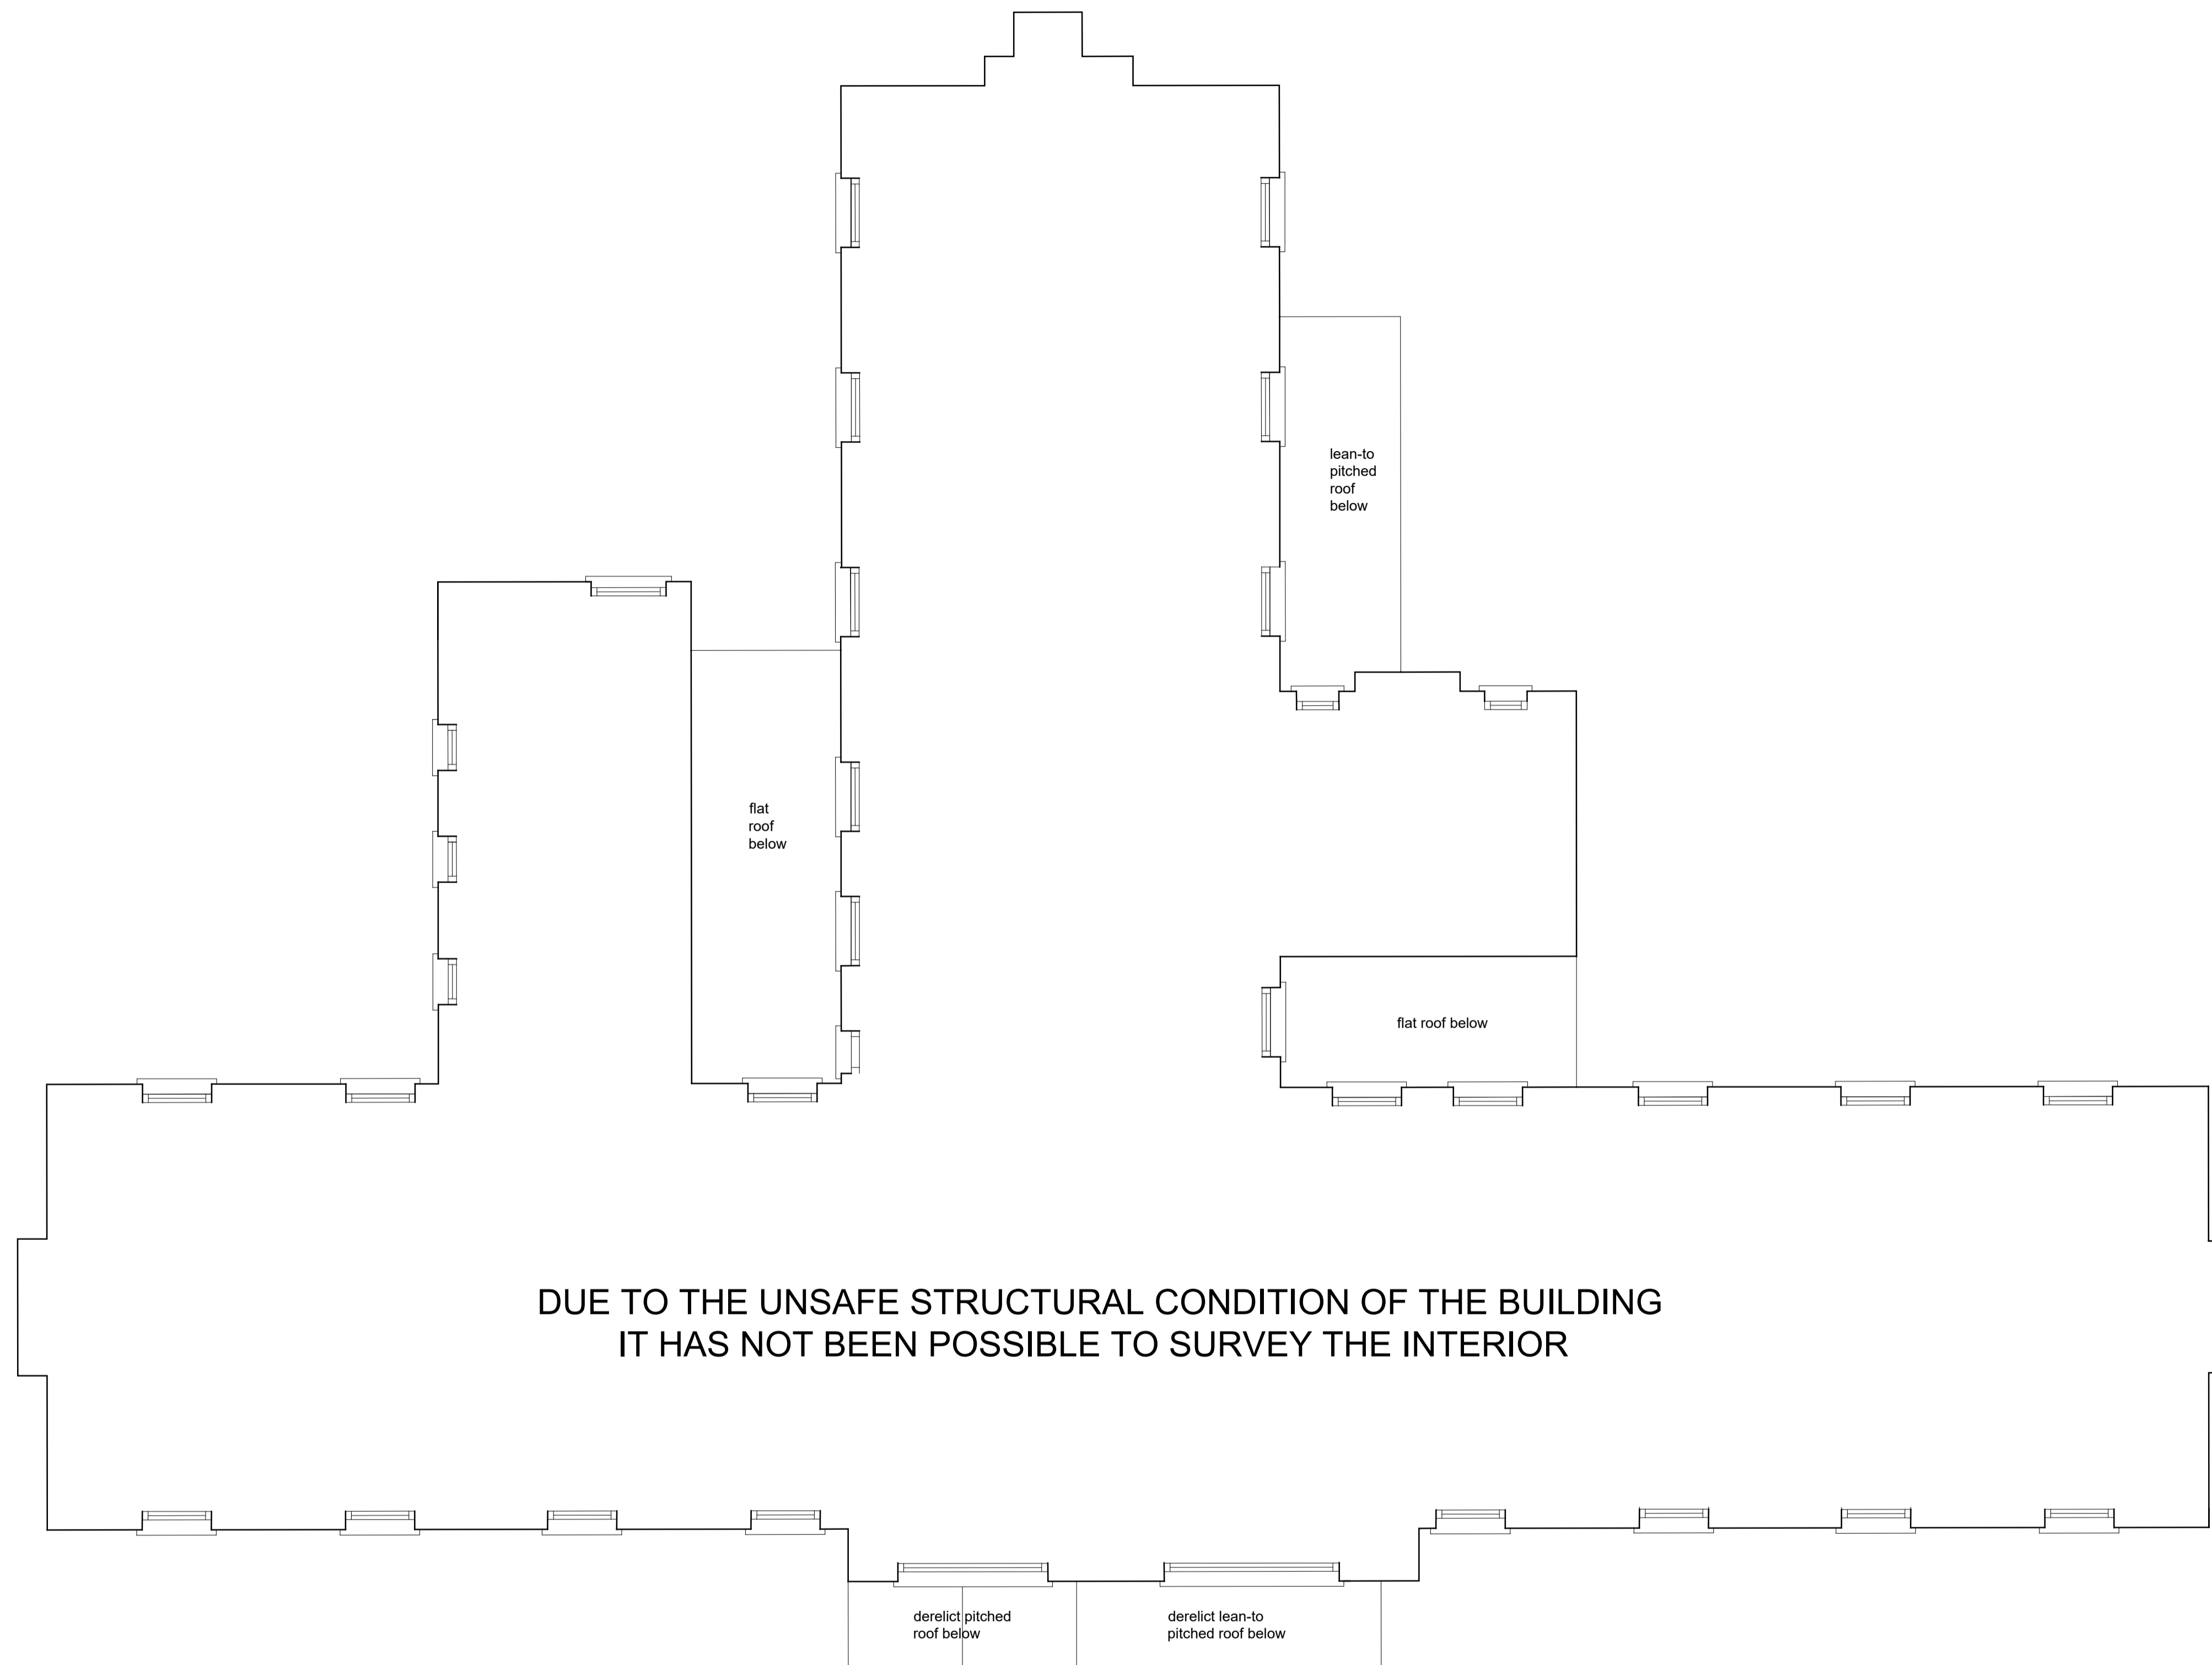 lean-to
pitched
roof
below
flat
roof
below
flat roof below
DUE TO THE UNSAFE STRUCTURAL CONDITION OF THE BUILDING
IT HAS NOT BEEN POSSIBLE TO SURVEY THE INTERIOR
derelict pitched
roof below
derelict lean-to
pitched roof below